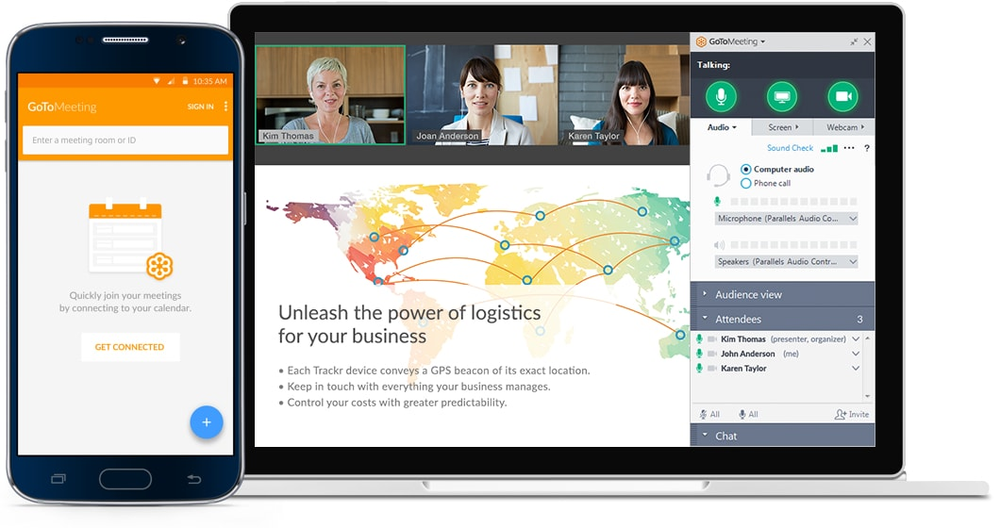 10:35 AM
GoToMeeting
SIGN IN
Enter a meeting room or ID
Quickly join your meetings
by connecting to your calendar.
GET CONNECTED
+
Kim Thomas
Joan Anderson
Karen Taylor
Unleash the power of logistics
for your business
• Each Trackr device conveys a GPS beacon of its exact location.
• Keep in touch with everything your business manages.
• Control your costs with greater predictability.
GoToMeeting
Talking:
Audio
Screen
Webcam
Sound Check
... ?
Computer audio
Phone call
Microphone (Parallels Audio Co...
Speakers (Parallels Audio Contr...
Audience view
Attendees 3
Kim Thomas (presenter, organizer)
John Anderson (me)
Karen Taylor
All
All
Invite
Chat